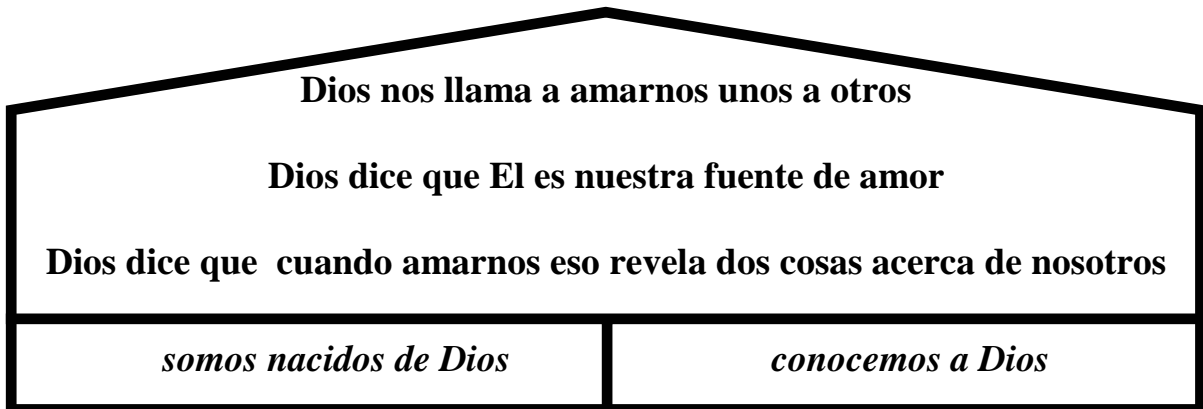 Dios nos llama a amarnos unos a otros
Dios dice que El es nuestra fuente de amor
Dios dice que  cuando amarnos eso revela dos cosas acerca de nosotros
somos nacidos de Dios
conocemos a Dios